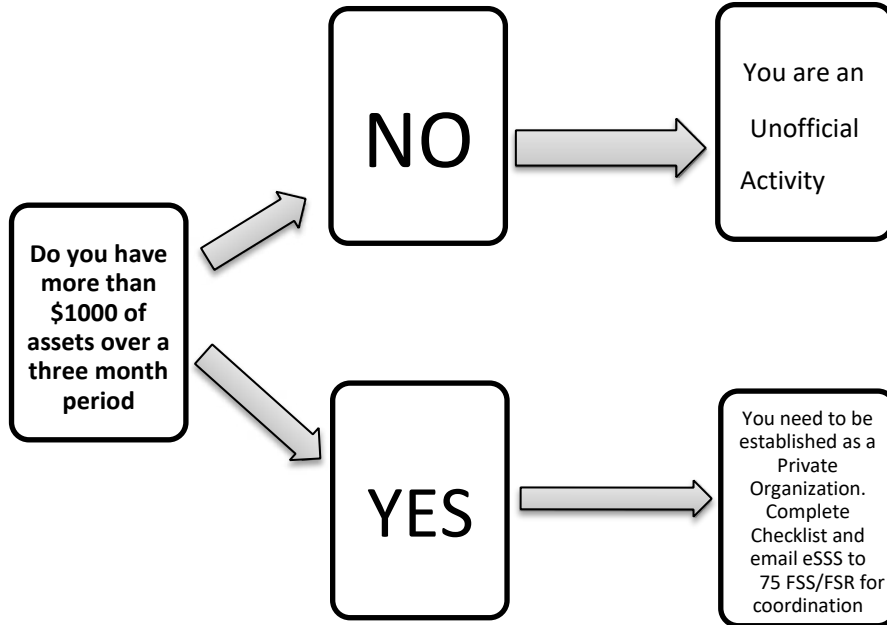 Do you have
more than
$1000 of
assets over a
three month
period
NO
You are an
Unofficial
Activity
YES
You need to be
established as a
Private
Organization.
Complete
Checklist and
email eSSS to
75 FSS/FSR for
coordination